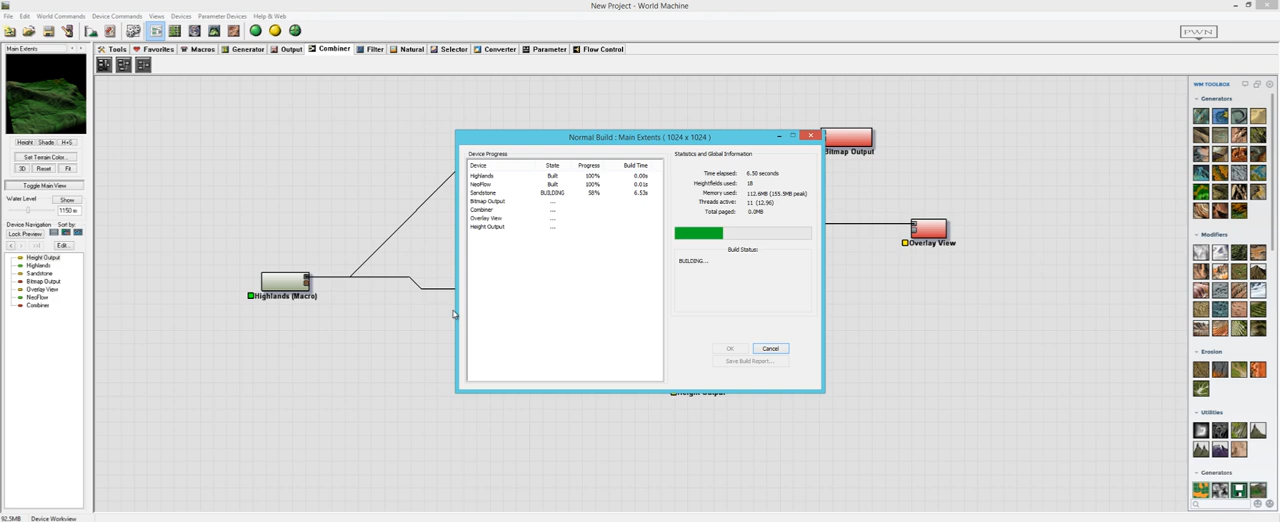 New Project - World Machine
File Edit World Commands Device Commands Views Devices Parameter Devices Help & Web
PWN
Main Extents
Tools Favorites Macros Generator Output Combiner Filter Natural Selector Converter Parameter Flow Control
Height Shade H+S
Set Terrain Color...
3D Reset Fit
Toggle Main View
Water Level Show
1150 m
Device Navigation Sort by:
Lock Preview
< > Edit...
Height Output
Highlands
Sandstone
Bitmap Output
Overlay View
NeoFlow
Combiner
Highlands (Macro)
Normal Build : Main Extents ( 1024 x 1024 )
Device Progress
Device State Progress Build Time
Highlands Built 100% 0.00s
NeoFlow Built 100% 0.01s
Sandstone BUILDING 58% 6.53s
Bitmap Output ...
Combiner ...
Overlay View ...
Height Output ...
Statistics and Global Information
Time elapsed: 6.50 seconds
Heightfields used: 18
Memory used: 112.6MB (155.5MB peak)
Threads active: 11 (12.96)
Total paged: 0.0MB
Build Status:
BUILDING...
OK Cancel
Save Build Report...
Bitmap Output
Overlay View
Height Output
WM TOOLBOX
Generators
Modifiers
Erosion
Utilities
Generators
92.5MB Device Workview